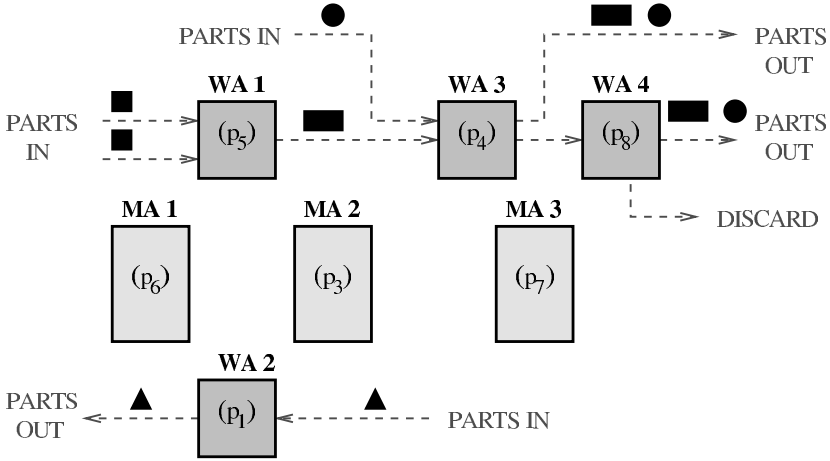 PARTS IN
PARTS
OUT
WA 1
WA 3
WA 4
PARTS
IN
(p5)
(p4)
(p8)
PARTS
OUT
MA 1
MA 2
MA 3
DISCARD
(p6)
(p3)
(p7)
WA 2
PARTS
OUT
(p1)
PARTS IN